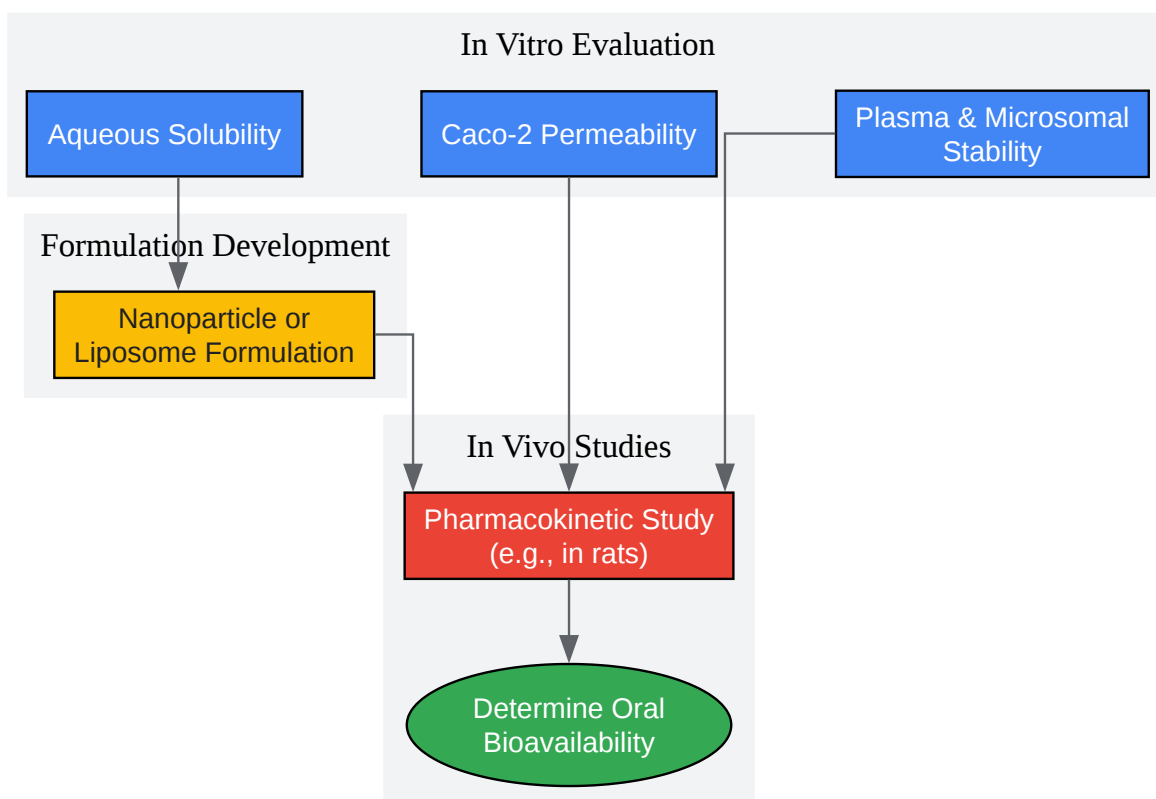 In Vitro Evaluation
Aqueous Solubility
Caco-2 Permeability
Plasma & Microsomal
Stability
Formulation Development
Nanoparticle or
Liposome Formulation
In Vivo Studies
Pharmacokinetic Study
(e.g., in rats)
Determine Oral
Bioavailability